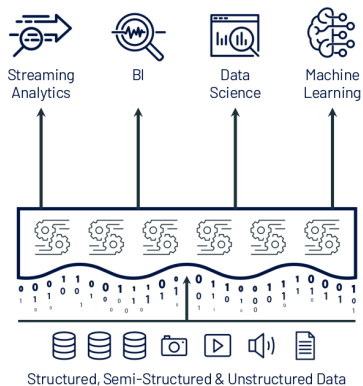 Streaming
Analytics
BI
Data
Science
Machine
Learning
Structured, Semi-Structured & Unstructured Data